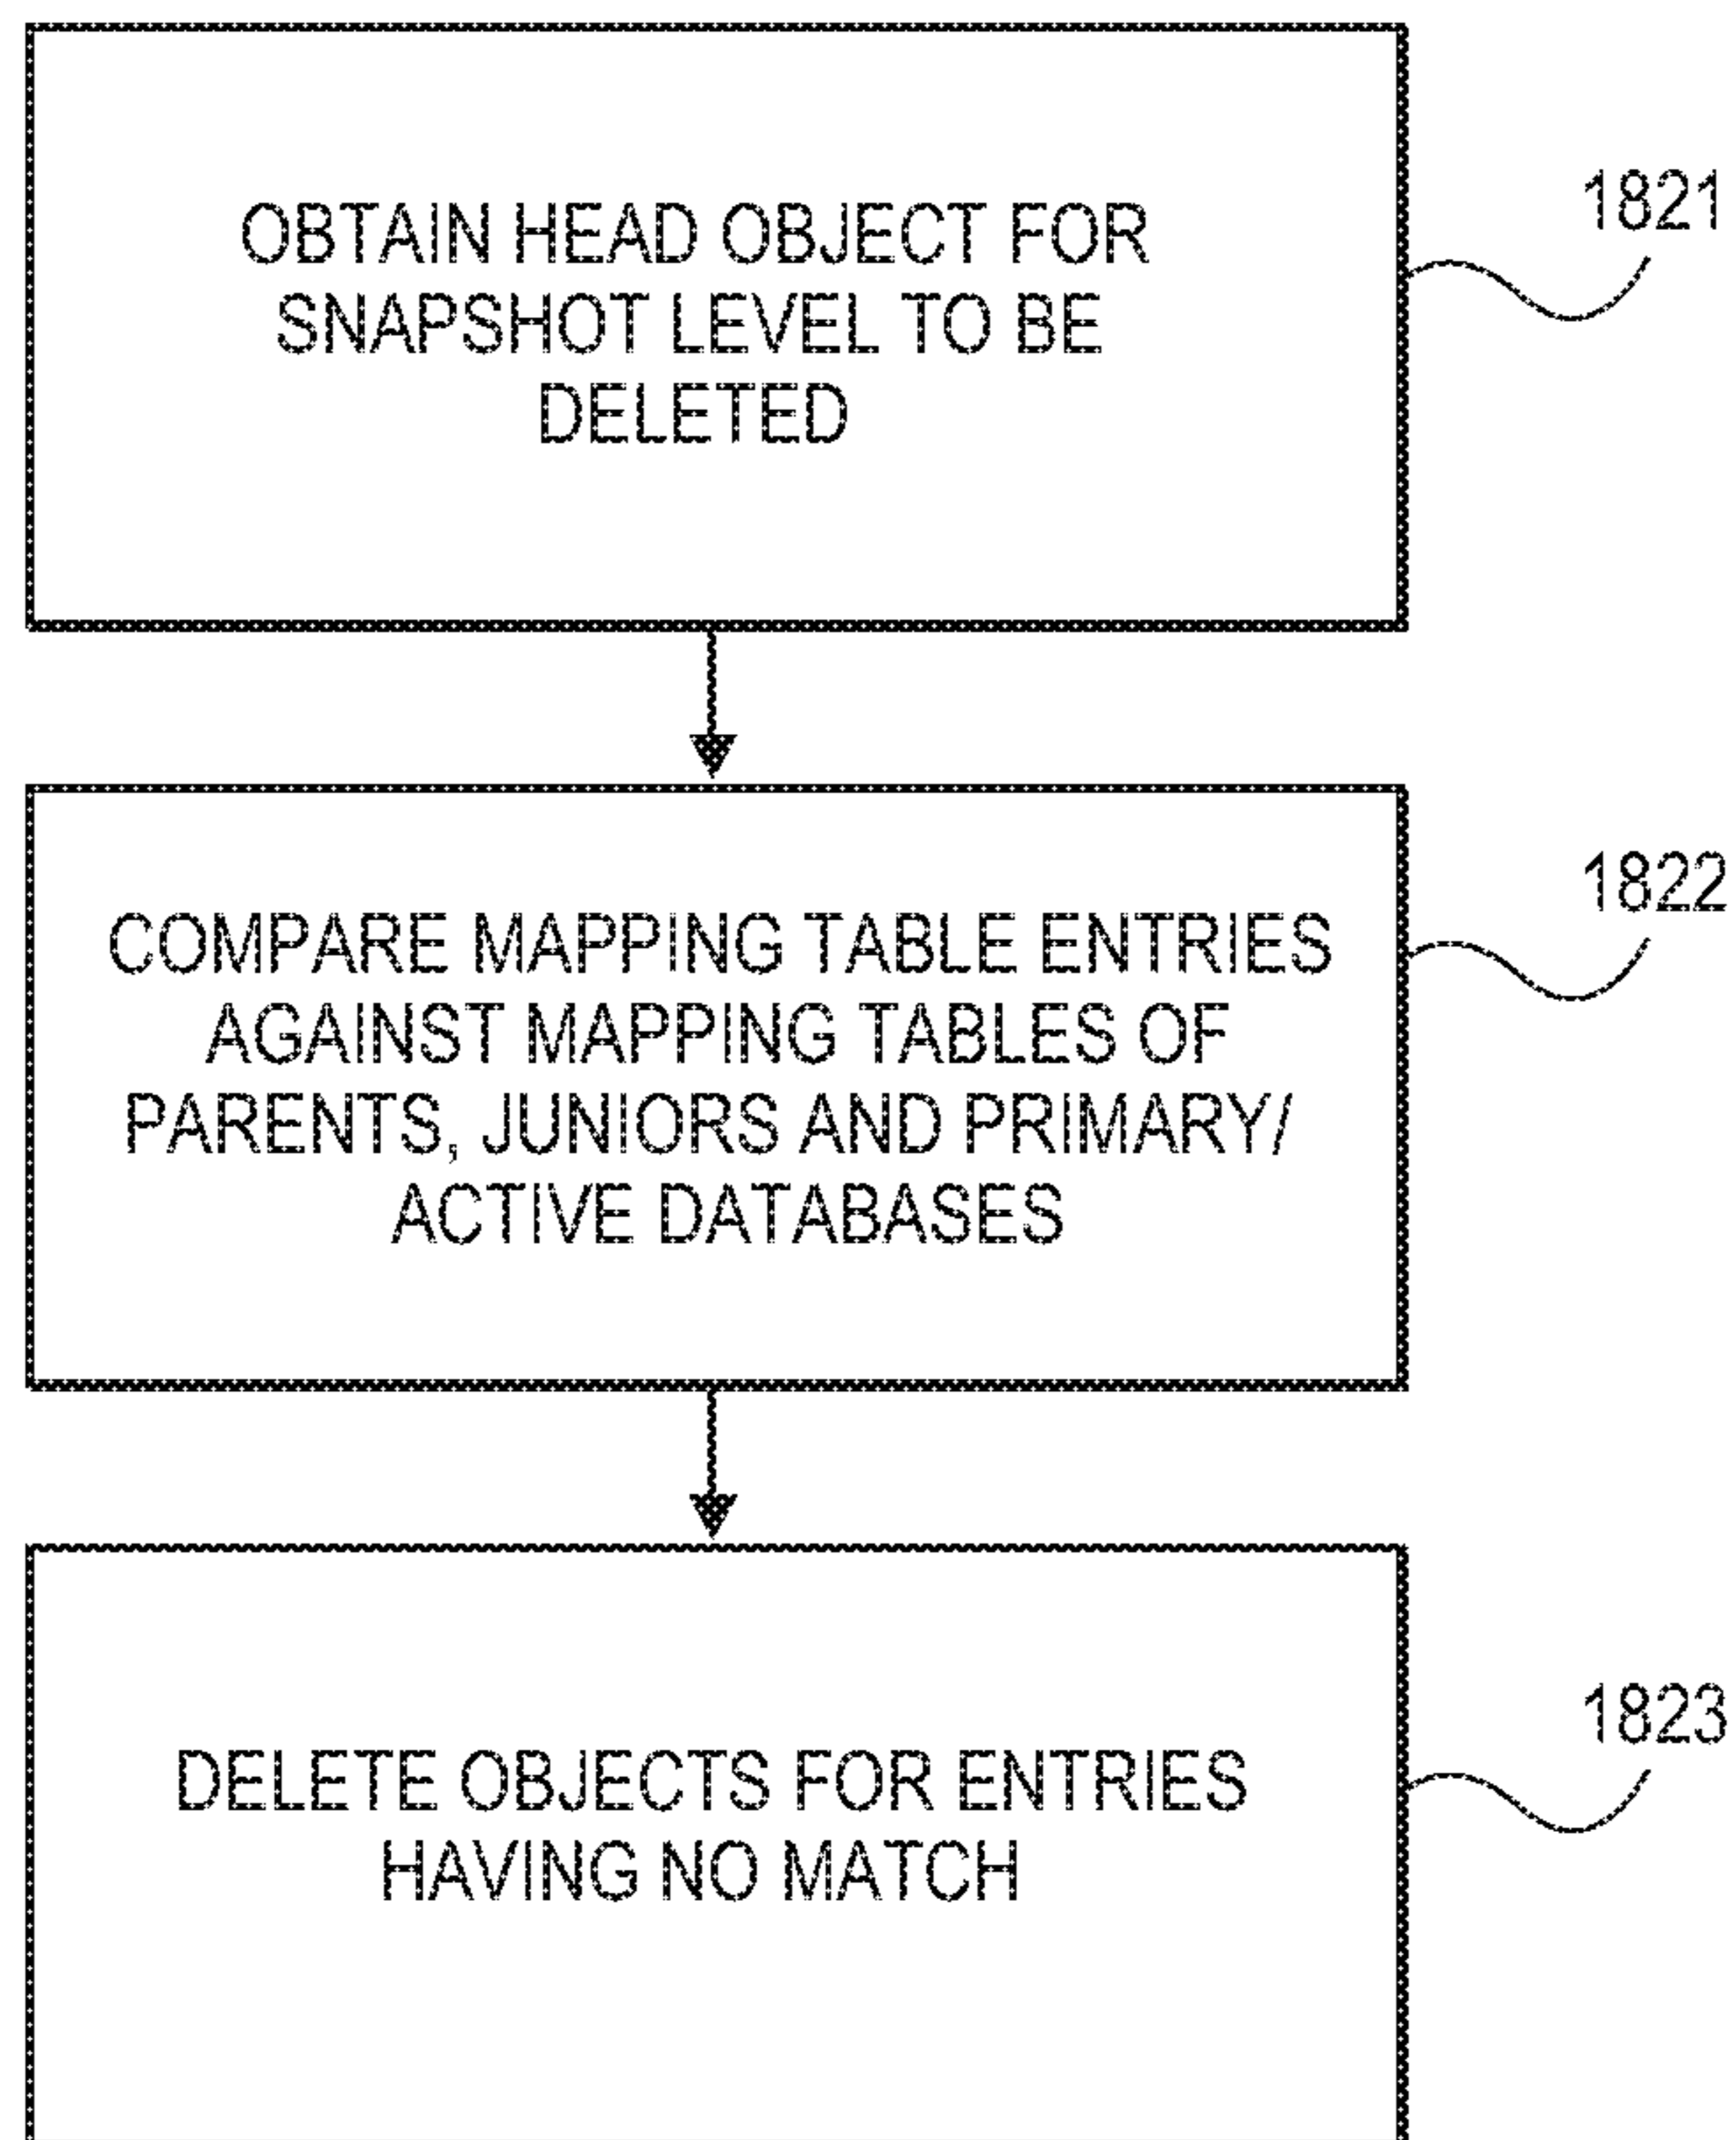 OBTAIN HEAD OBJECT FOR
SNAPSHOT LEVEL TO BE
DELETED
1821
COMPARE MAPPING TABLE ENTRIES
AGAINST MAPPING TABLES OF
PARENTS, JUNIORS AND PRIMARY/
ACTIVE DATABASES
1822
DELETE OBJECTS FOR ENTRIES
HAVING NO MATCH
1823